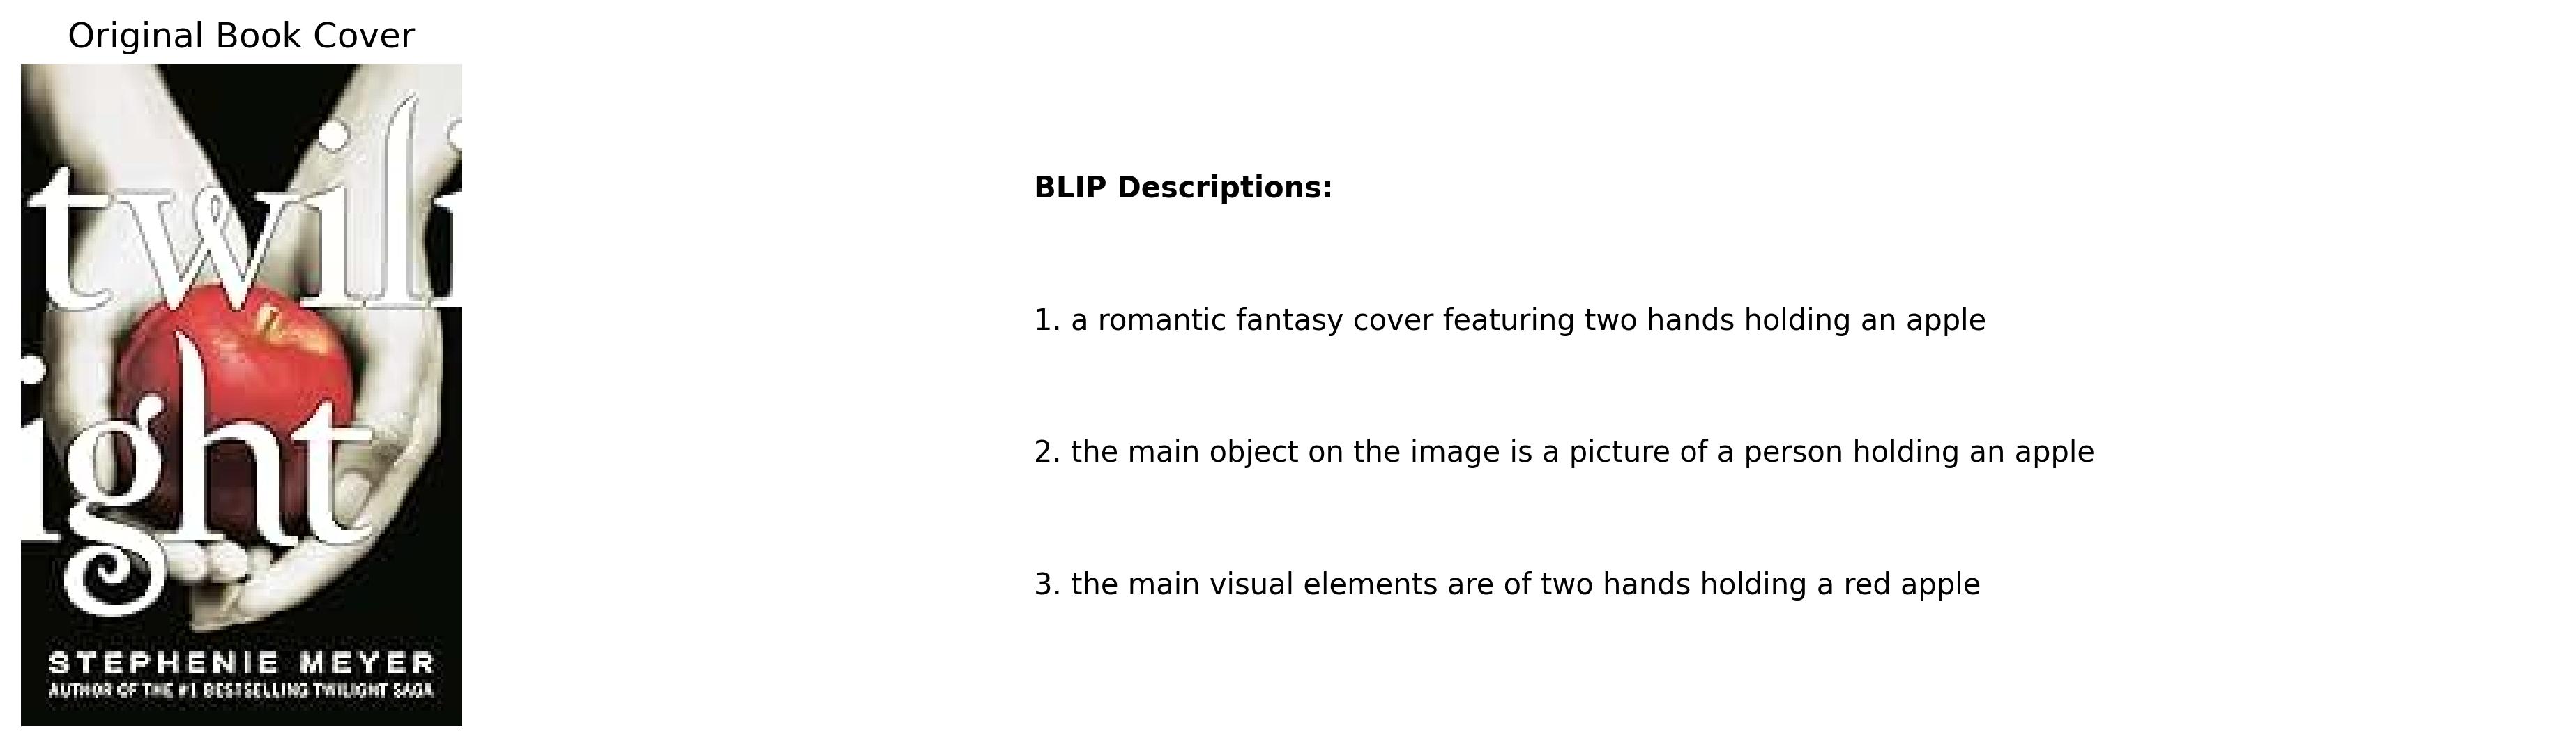 Original Book Cover
twili
ight
STEPHENIE MEYER
AUTHOR OF THE #1 BESTSELLING TWILIGHT SAGA
BLIP Descriptions:
1. a romantic fantasy cover featuring two hands holding an apple
2. the main object on the image is a picture of a person holding an apple
3. the main visual elements are of two hands holding a red apple